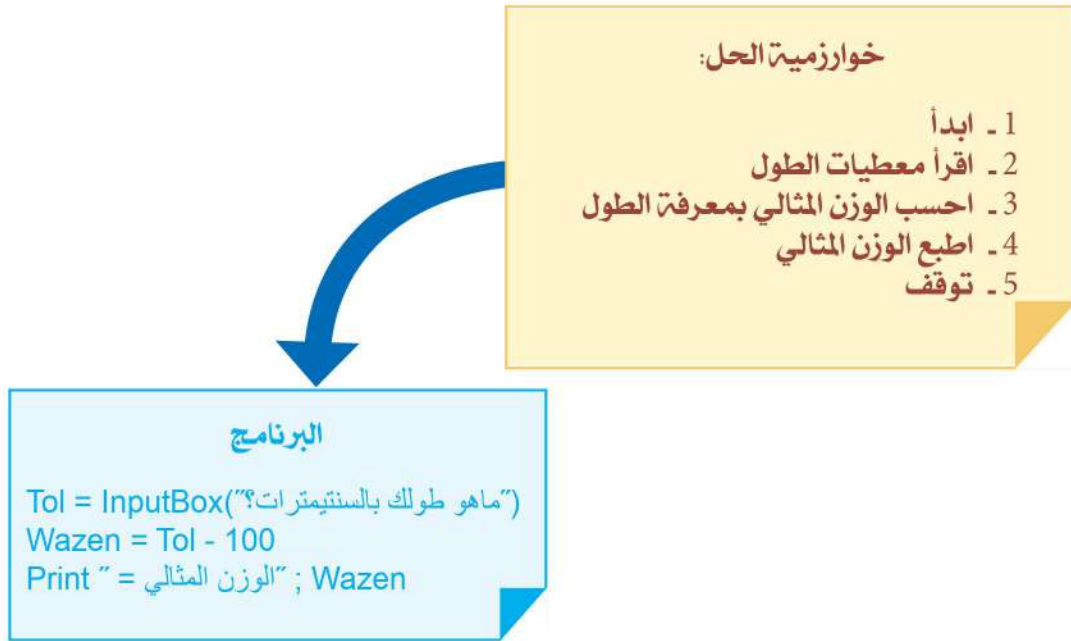 خوارزمية الحل:
1 ـ ابدأ
2 ـ اقرأ معطيات الطول
3 ـ احسب الوزن المثالي بمعرفة الطول
4 ـ اطبع الوزن المثالي
5 ـ توقف
البرنامج
Tol = InputBox("ماهو طولك بالسنتيمترات؟")
Wazen = Tol - 100
Print " = الوزن المثالي" ; Wazen